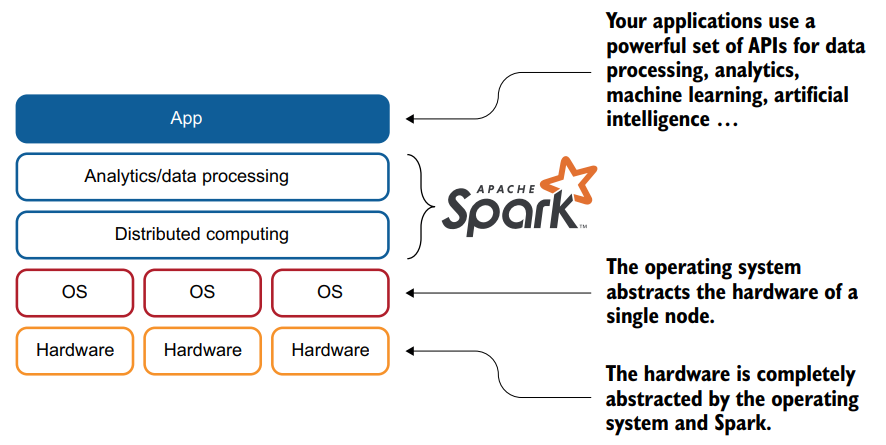 Your applications use a
powerful set of APIs for data
processing, analytics,
machine learning, artificial
intelligence …
App
Analytics/data processing
Distributed computing
APACHE
Spark™
OS OS OS
The operating system
abstracts the hardware of a
single node.
Hardware Hardware Hardware
The hardware is completely
abstracted by the operating
system and Spark.